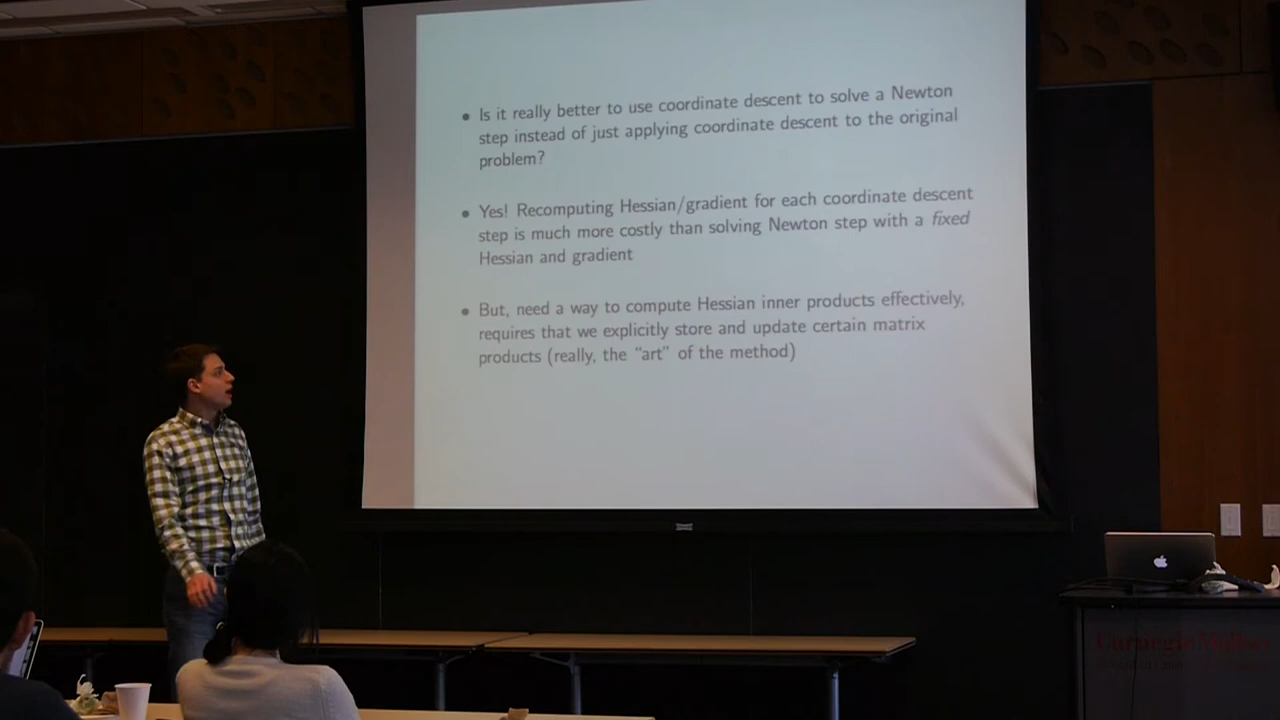 • Is it really better to use coordinate descent to solve a Newton
step instead of just applying coordinate descent to the original
problem?
• Yes! Recomputing Hessian/gradient for each coordinate descent
step is much more costly than solving Newton step with a fixed
Hessian and gradient
• But, need a way to compute Hessian inner products effectively,
requires that we explicitly store and update certain matrix
products (really, the “art” of the method)
Carnegie Mellon